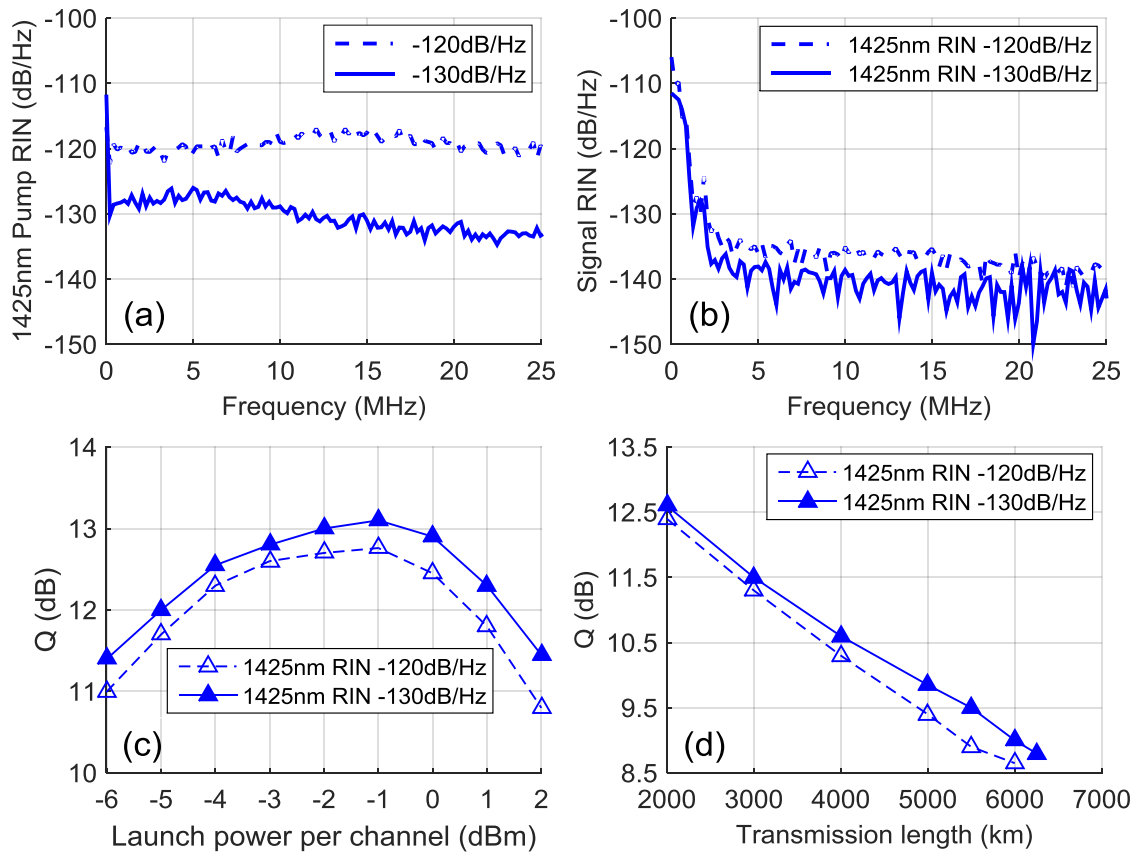 -100
-110
-120
-130
-140
-150
1425nm Pump RIN (dB/Hz)
-120dB/Hz
-130dB/Hz
(a)
0 5 10 15 20 25
Frequency (MHz)
-100
-110
-120
-130
-140
-150
Signal RIN (dB/Hz)
1425nm RIN -120dB/Hz
1425nm RIN -130dB/Hz
(b)
0 5 10 15 20 25
Frequency (MHz)
14
13
12
11
10
Q (dB)
1425nm RIN -120dB/Hz
1425nm RIN -130dB/Hz
(c)
-6 -5 -4 -3 -2 -1 0 1 2
Launch power per channel (dBm)
13.5
12.5
11.5
10.5
9.5
8.5
Q (dB)
1425nm RIN -120dB/Hz
1425nm RIN -130dB/Hz
(d)
2000 3000 4000 5000 6000 7000
Transmission length (km)